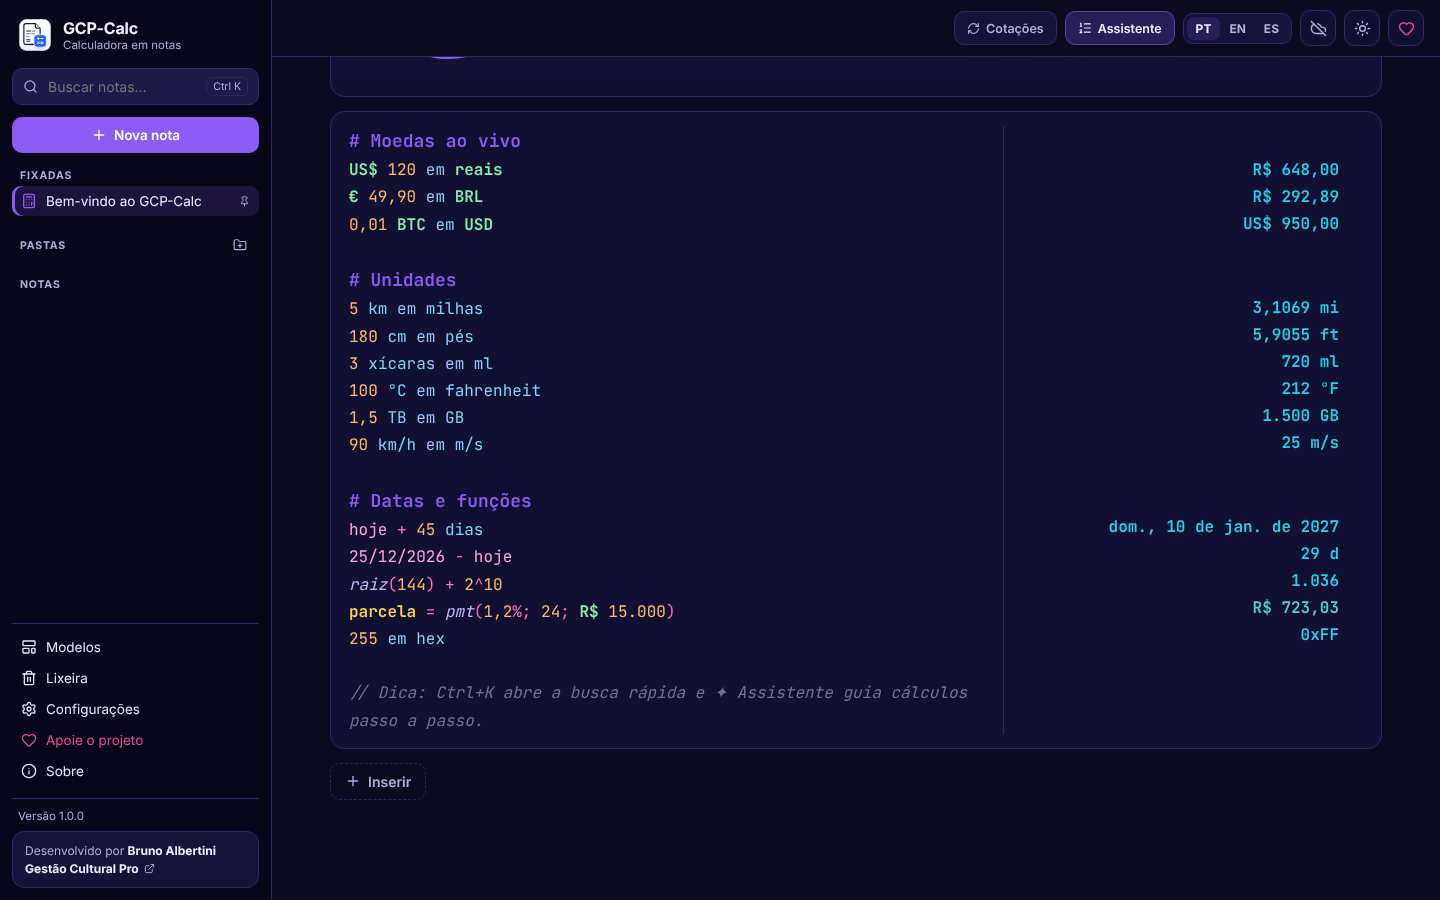 GCP-Calc
Calculadora em notas
Buscar notas...
Ctrl K
+ Nova nota
FIXADAS
Bem-vindo ao GCP-Calc
PASTAS
NOTAS
Modelos
Lixeira
Configurações
Apoie o projeto
Sobre
Versão 1.0.0
Desenvolvido por Bruno Albertini
Gestão Cultural Pro
Cotações
Assistente
PT EN ES
# Moedas ao vivo
US$ 120 em reais R$ 648,00
€ 49,90 em BRL R$ 292,89
0,01 BTC em USD US$ 950,00
# Unidades
5 km em milhas 3,1069 mi
180 cm em pés 5,9055 ft
3 xícaras em ml 720 ml
100 °C em fahrenheit 212 °F
1,5 TB em GB 1.500 GB
90 km/h em m/s 25 m/s
# Datas e funções
hoje + 45 dias dom., 10 de jan. de 2027
25/12/2026 - hoje 29 d
raiz(144) + 2^10 1.036
parcela = pmt(1,2%; 24; R$ 15.000) R$ 723,03
255 em hex 0xFF
// Dica: Ctrl+K abre a busca rápida e ✦ Assistente guia cálculos
passo a passo.
+ Inserir